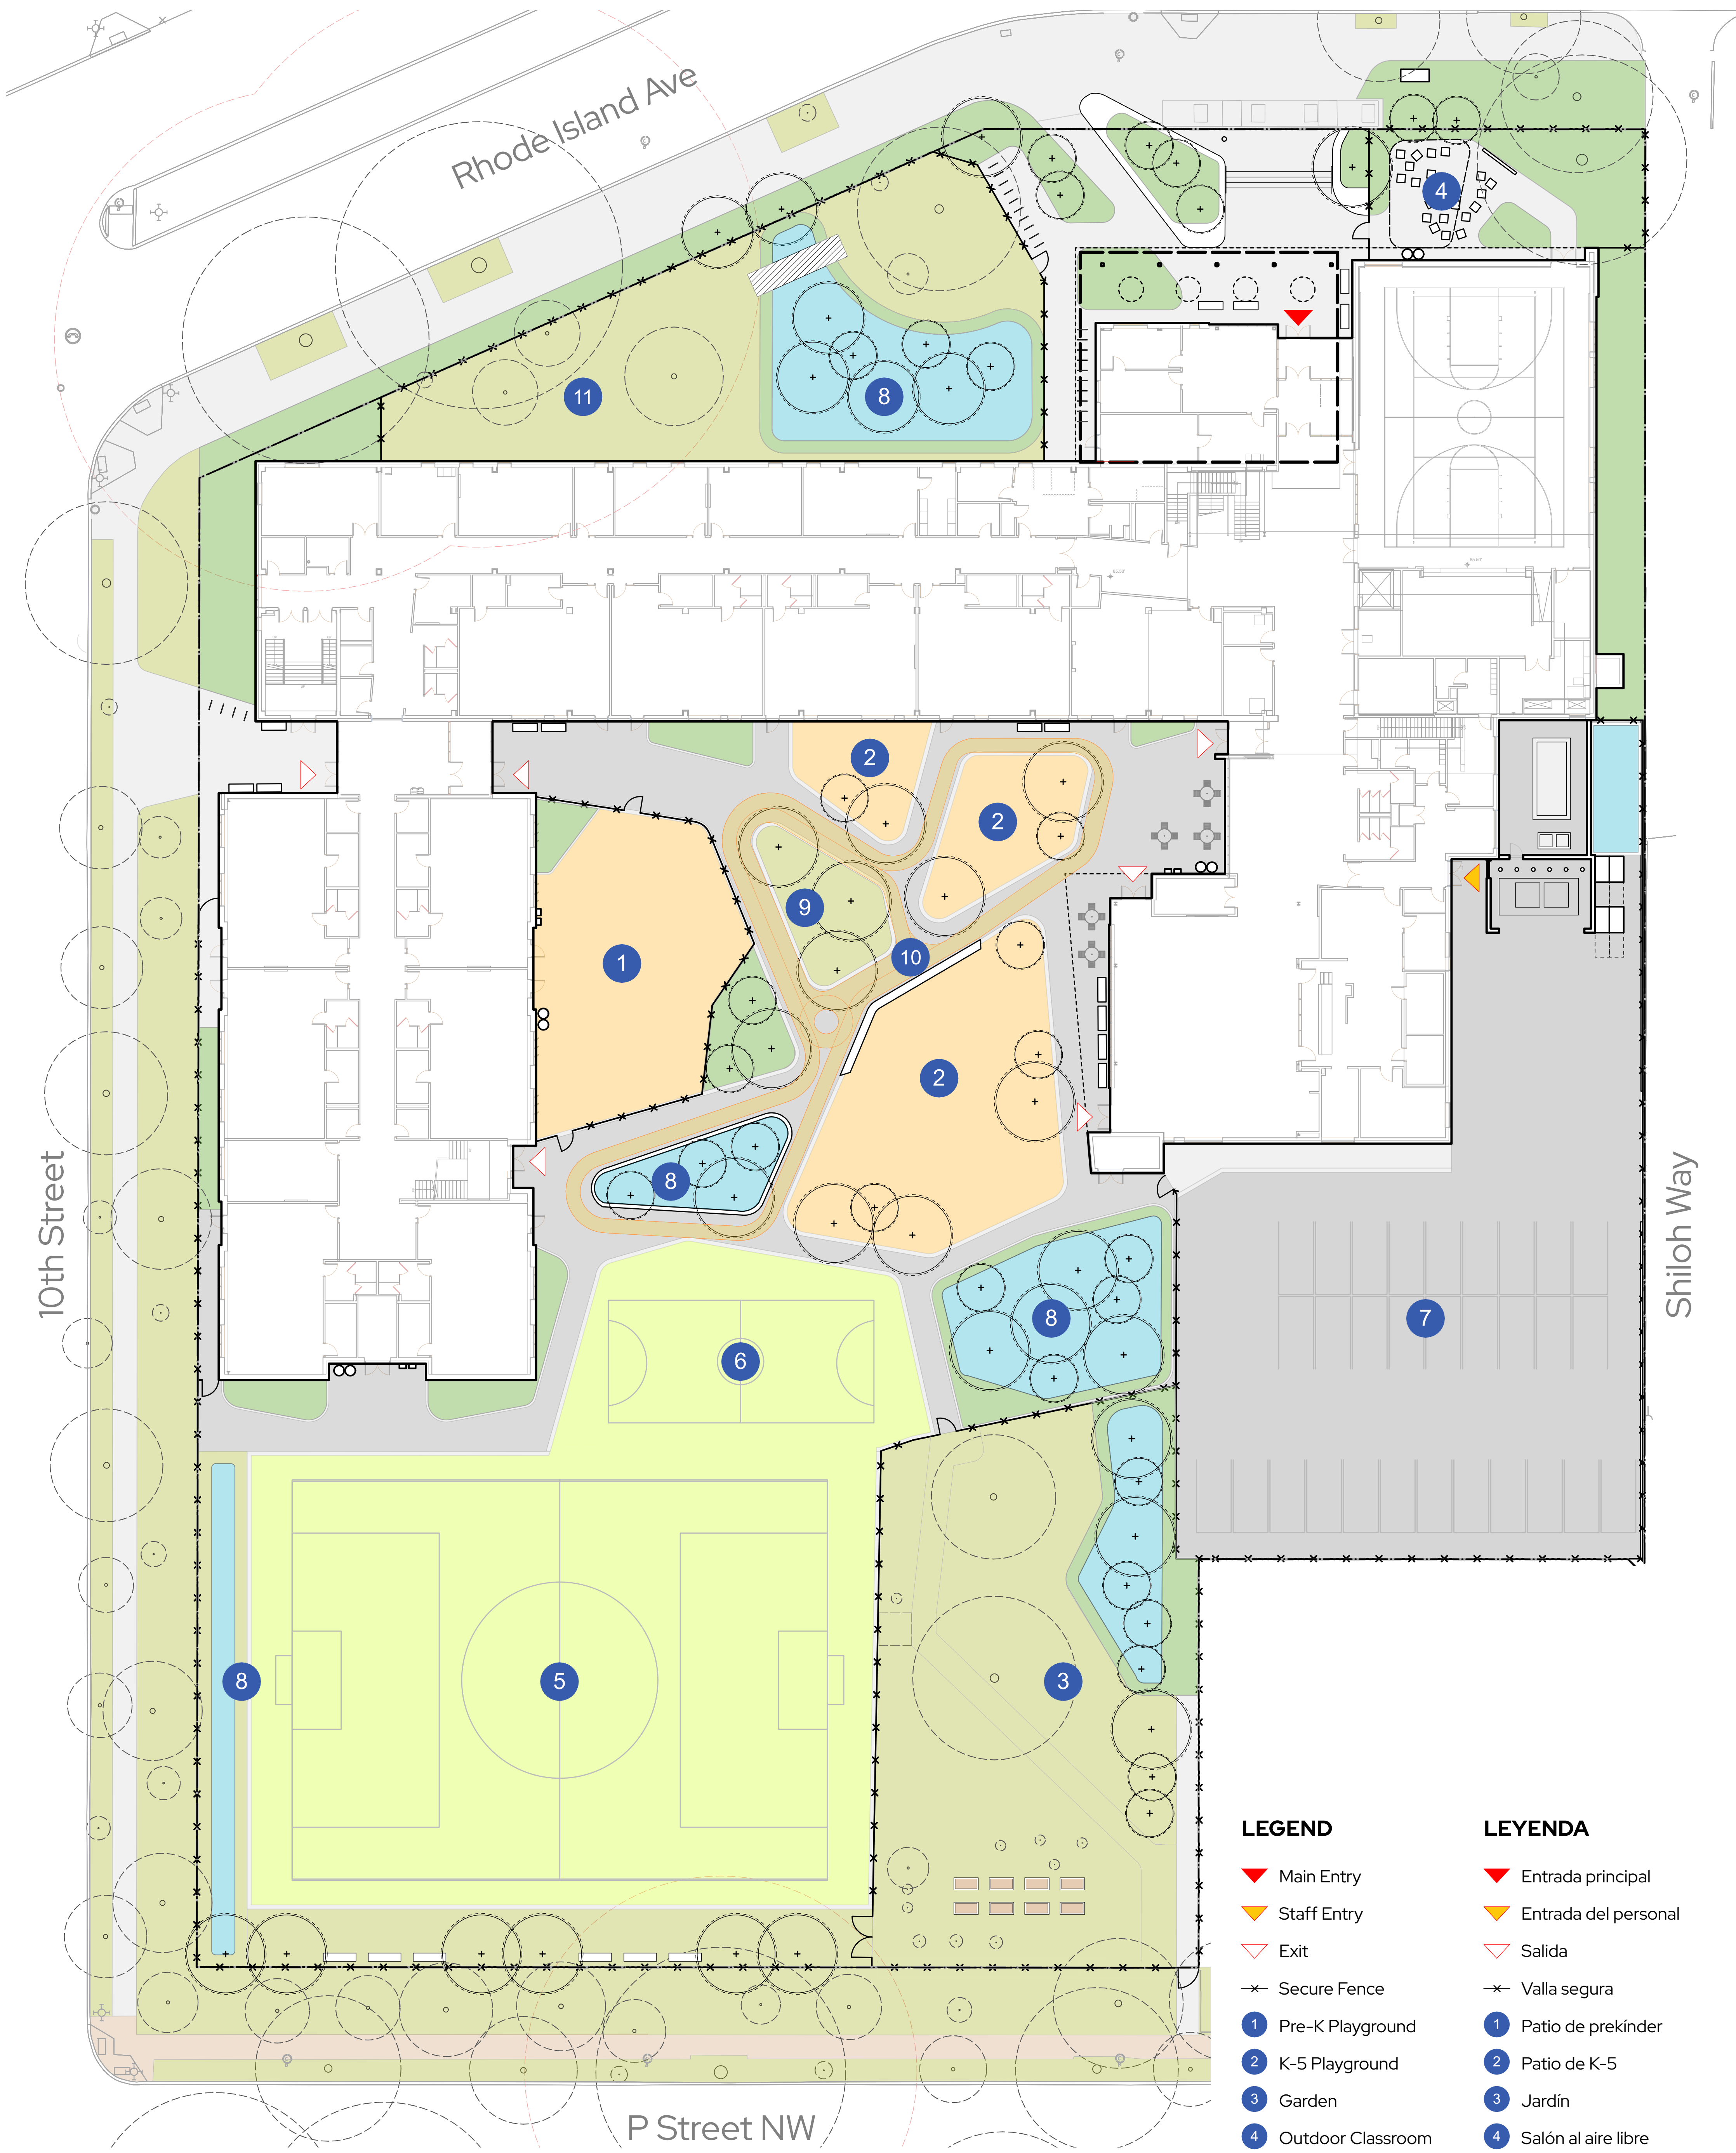 Rhode Island Ave
4
11
8
2
2
9
10
1
2
8
8
7
6
10th Street
Shiloh Way
8
5
3
P Street NW
LEGEND
Main Entry
Staff Entry
Exit
Secure Fence
1 Pre-K Playground
2 K-5 Playground
3 Garden
4 Outdoor Classroom
LEYENDA
Entrada principal
Entrada del personal
Salida
Valla segura
1 Patio de prekínder
2 Patio de K-5
3 Jardín
4 Salón al aire libre